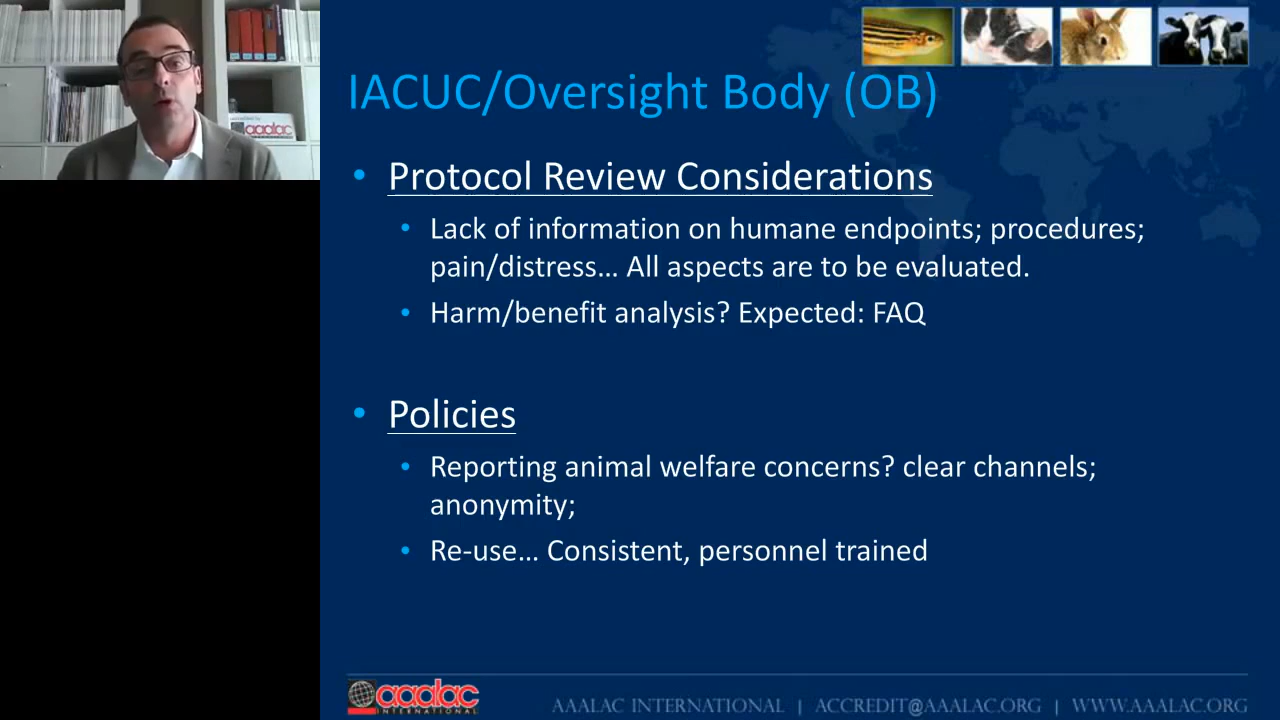 IACUC/Oversight Body (OB)
• Protocol Review Considerations
• Lack of information on humane endpoints; procedures;
pain/distress... All aspects are to be evaluated.
• Harm/benefit analysis? Expected: FAQ
• Policies
• Reporting animal welfare concerns? clear channels;
anonymity;
• Re-use... Consistent, personnel trained
aaalac
aaalac
INTERNATIONAL
AAALAC INTERNATIONAL | ACCREDIT@AAALAC.ORG | WWW.AAALAC.ORG